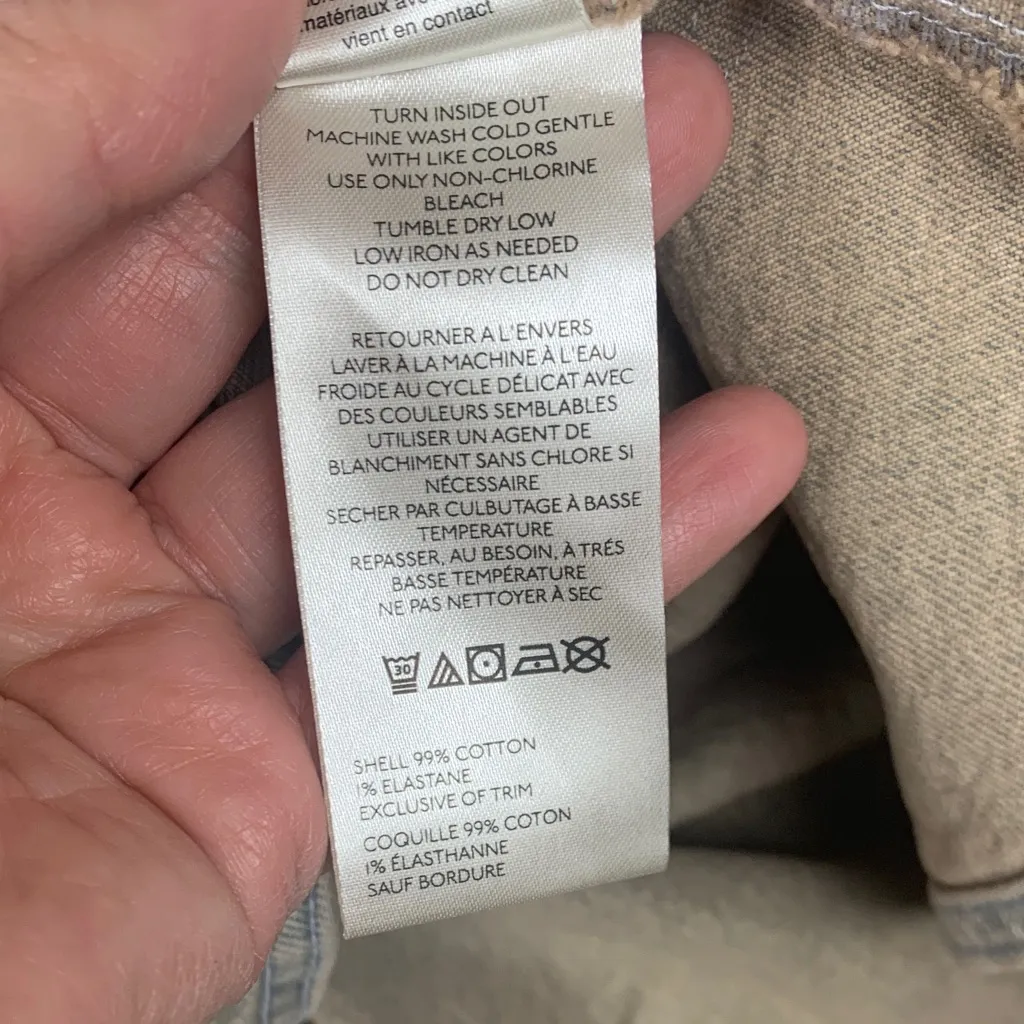 matériaux
vient en contact
TURN INSIDE OUT
MACHINE WASH COLD GENTLE
WITH LIKE COLORS
USE ONLY NON-CHLORINE
BLEACH
TUMBLE DRY LOW
LOW IRON AS NEEDED
DO NOT DRY CLEAN
RETOURNER A L'ENVERS
LAVER À LA MACHINE À L'EAU
FROIDE AU CYCLE DÉLICAT AVEC
DES COULEURS SEMBLABLES
UTILISER UN AGENT DE
BLANCHIMENT SANS CHLORE SI
NÉCESSAIRE
SECHER PAR CULBUTAGE À BASSE
TEMPERATURE
REPASSER, AU BESOIN, À TRÉS
BASSE TEMPÉRATURE
NE PAS NETTOYER À SEC
30
SHELL 99% COTTON
1% ELASTANE
EXCLUSIVE OF TRIM
COQUILLE 99% COTON
1% ÉLASTHANNE
SAUF BORDURE